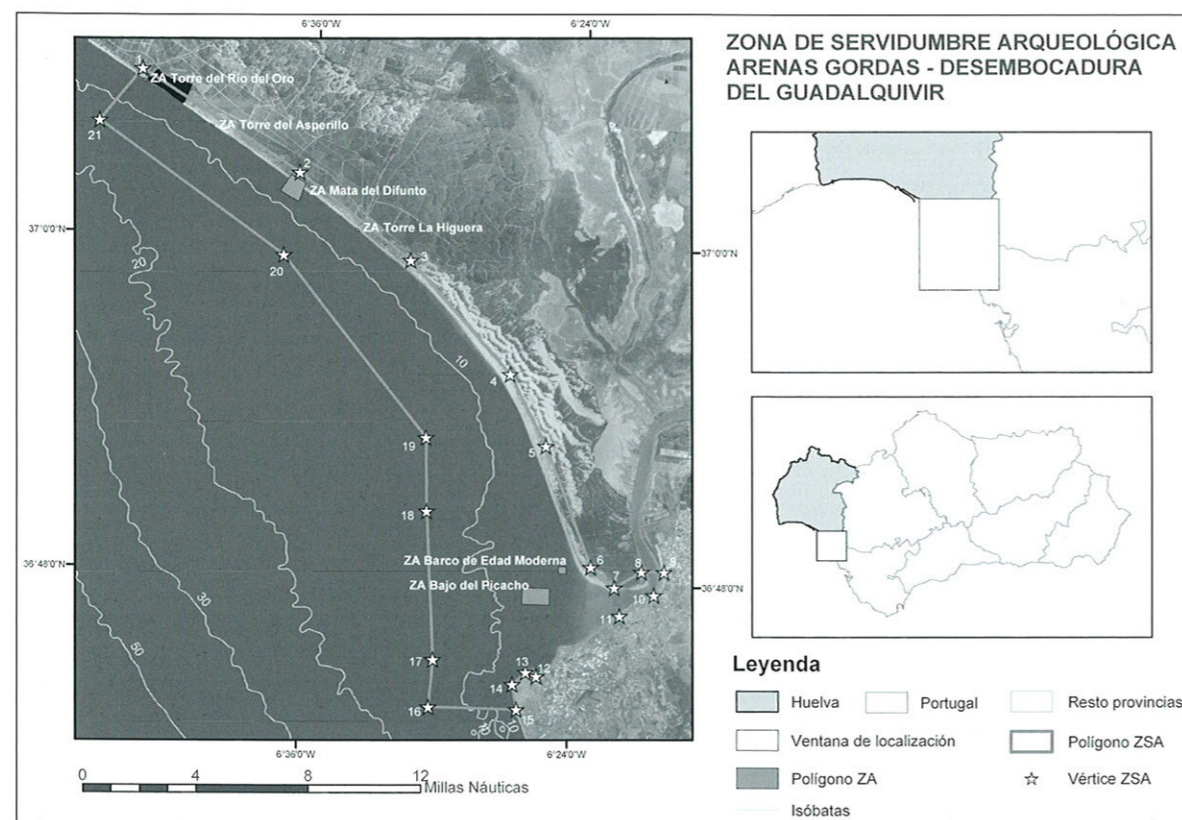 6°36'0"W
6°24'0"W
ZONA DE SERVIDUMBRE ARQUEOLÓGICA
ARENAS GORDAS - DESEMBOCADURA
DEL GUADALQUIVIR
1
ZA Torre del Río del Oro
21
ZA Torre del Asperillo
2
ZA Mata del Difunto
ZA Torre La Higuera
37°0'0"N
37°0'0"N
20
20
3
10
4
19
5
18
ZA Barco de Edad Moderna
6
8
9
36°48'0"N
ZA Bajo del Picacho
7
10
36°48'0"N
11
30
50
17
13
12
14
16
15
10
6°36'0"W
6°24'0"W
0
4
8
12
Millas Náuticas
Leyenda
Huelva
Portugal
Resto provincias
Ventana de localización
Polígono ZSA
Polígono ZA
Vértice ZSA
Isóbatas